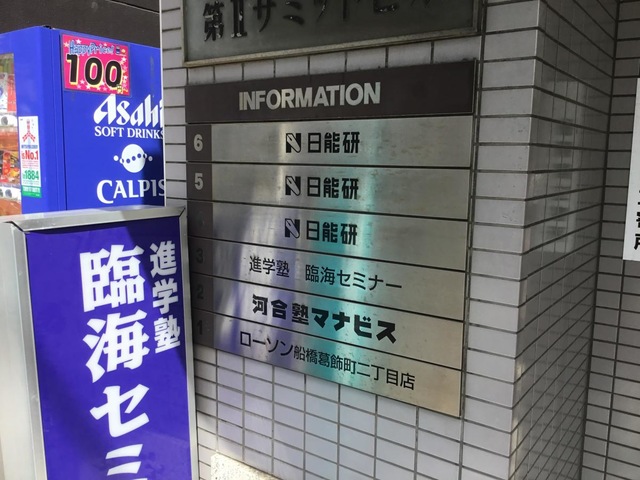 第1サミットビル
INFORMATION
6 日能研
5 日能研
日能研
3 進学塾 臨海セミナー
2 河合塾マナビス
1 ローソン船橋葛飾町二丁目店
100
Asahi
SOFT DRINKS
CALPIS
No.1
1884
進学塾
臨海セミ